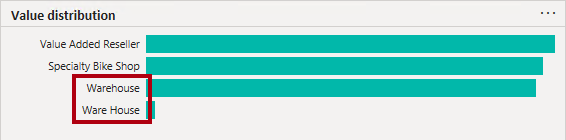 Value distribution
Value Added Reseller
Specialty Bike Shop
Warehouse
Ware House